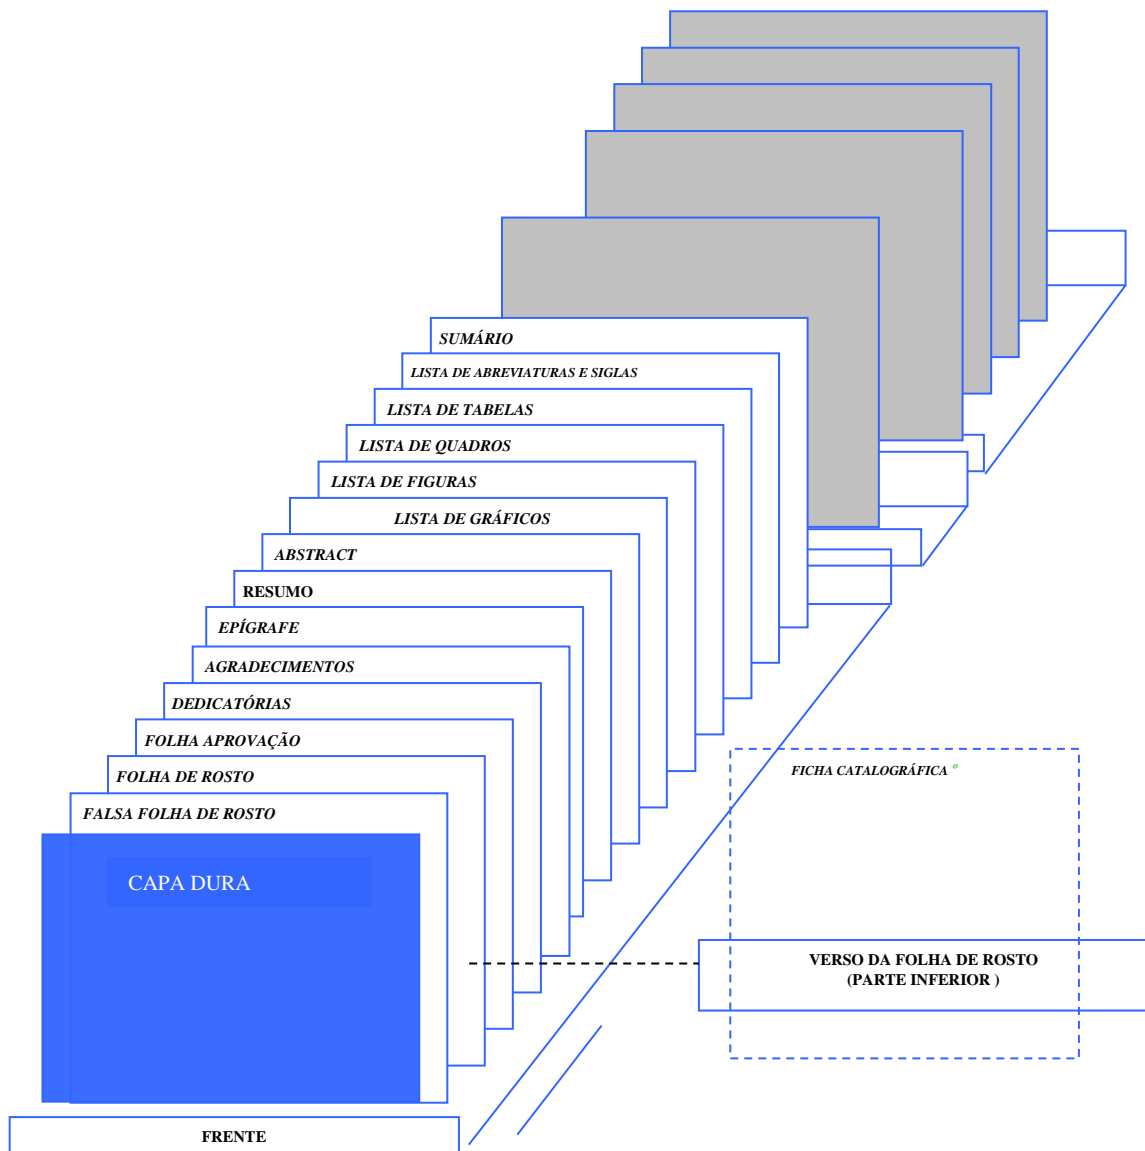 SUMÁRIO
LISTA DE ABREVIATURAS E SIGLAS
LISTA DE TABELAS
LISTA DE QUADROS
LISTA DE FIGURAS
LISTA DE GRÁFICOS
ABSTRACT
RESUMO
EPÍGRAFE
AGRADECIMENTOS
DEDICATÓRIAS
FOLHA APROVAÇÃO
FOLHA DE ROSTO
FALSA FOLHA DE ROSTO
CAPA DURA
FICHA CATALOGRÁFICA º
VERSO DA FOLHA DE ROSTO
(PARTE INFERIOR )
FRENTE